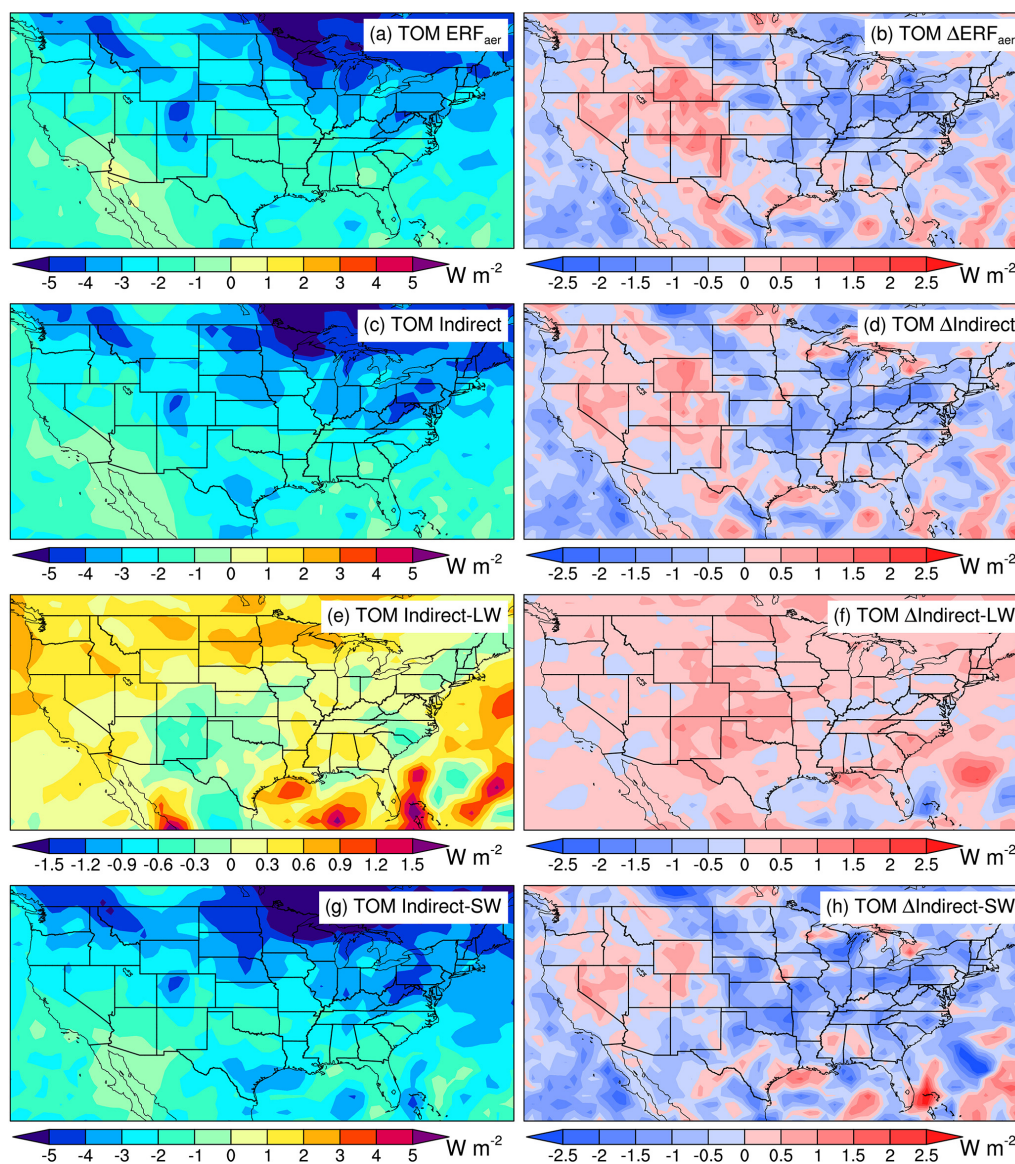 (a) TOM ERFaer
(b) TOM ΔERFaer
-5 -4 -3 -2 -1 0 1 2 3 4 5 W m-2
-2.5 -2 -1.5 -1 -0.5 0 0.5 1 1.5 2 2.5 W m-2
(c) TOM Indirect
(d) TOM ΔIndirect
-5 -4 -3 -2 -1 0 1 2 3 4 5 W m-2
-2.5 -2 -1.5 -1 -0.5 0 0.5 1 1.5 2 2.5 W m-2
(e) TOM Indirect-LW
(f) TOM ΔIndirect-LW
-1.5 -1.2 -0.9 -0.6 -0.3 0 0.3 0.6 0.9 1.2 1.5 W m-2
-2.5 -2 -1.5 -1 -0.5 0 0.5 1 1.5 2 2.5 W m-2
(g) TOM Indirect-SW
(h) TOM ΔIndirect-SW
-5 -4 -3 -2 -1 0 1 2 3 4 5 W m-2
-2.5 -2 -1.5 -1 -0.5 0 0.5 1 1.5 2 2.5 W m-2